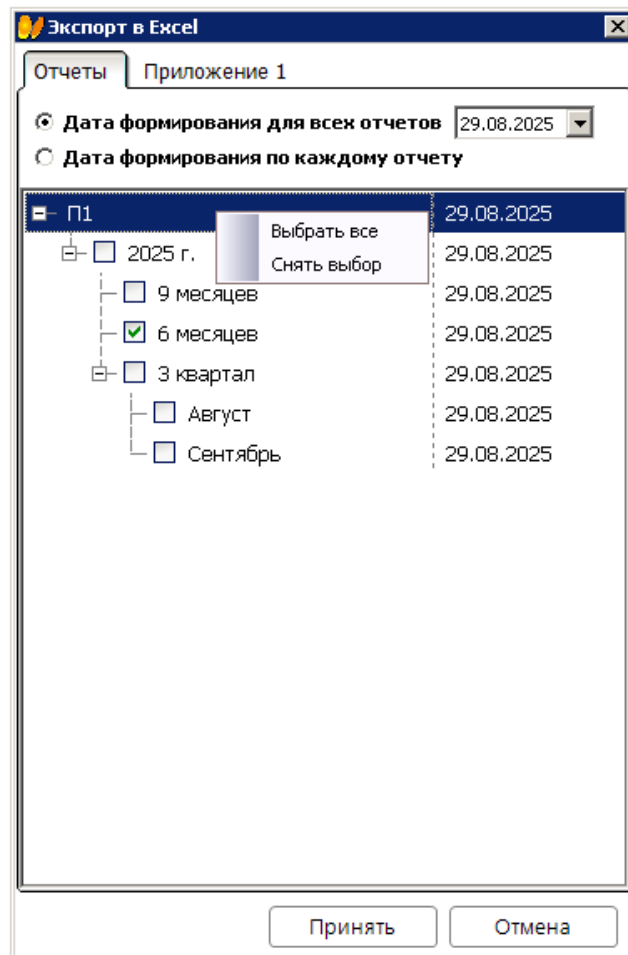 Экспорт в Excel
Отчеты Приложение 1
Дата формирования для всех отчетов 29.08.2025
Дата формирования по каждому отчету
П1 29.08.2025
Выбрать все
2025 г. 29.08.2025
Снять выбор
9 месяцев 29.08.2025
6 месяцев 29.08.2025
3 квартал 29.08.2025
Август 29.08.2025
Сентябрь 29.08.2025
Принять Отмена